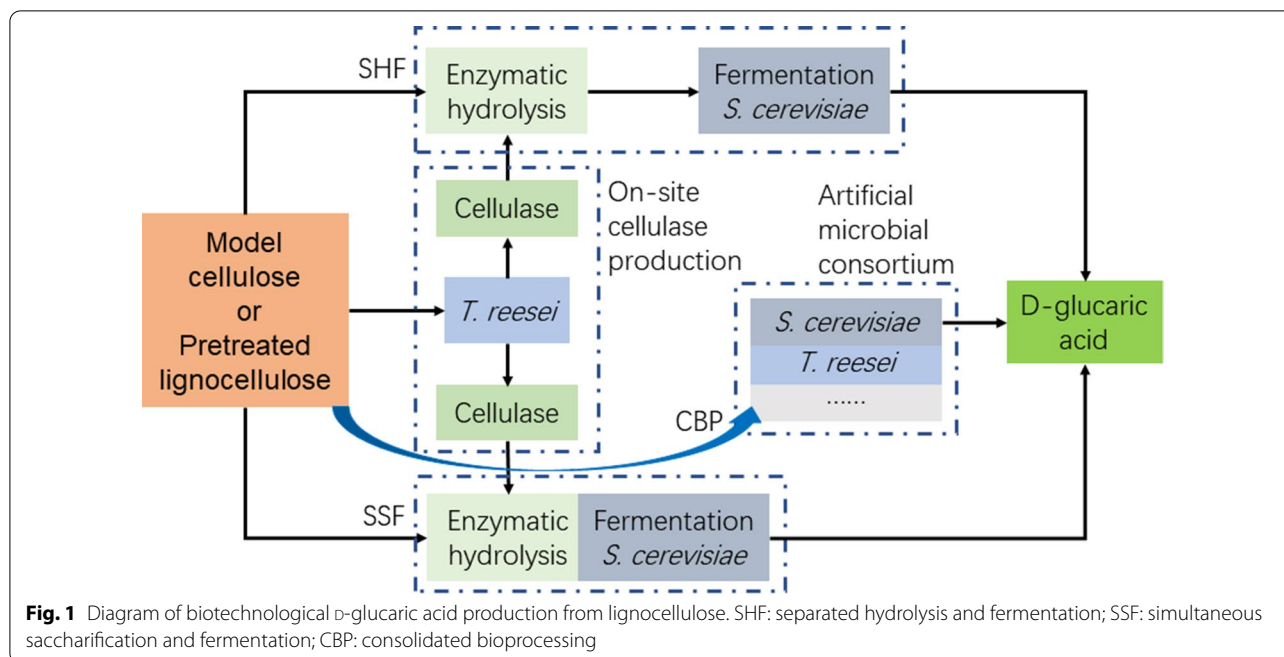 SHF
Enzymatic
hydrolysis
Fermentation
S. cerevisiae
Cellulase
On-site
cellulase
production
Artificial
microbial
consortium
Model
cellulose
or
Pretreated
lignocellulose
T. reesei
S. cerevisiae
T. reesei
......
D-glucaric
acid
Cellulase
CBP
SSF
Enzymatic
hydrolysis
Fermentation
S. cerevisiae
Fig. 1 Diagram of biotechnological D-glucaric acid production from lignocellulose. SHF: separated hydrolysis and fermentation; SSF: simultaneous
saccharification and fermentation; CBP: consolidated bioprocessing